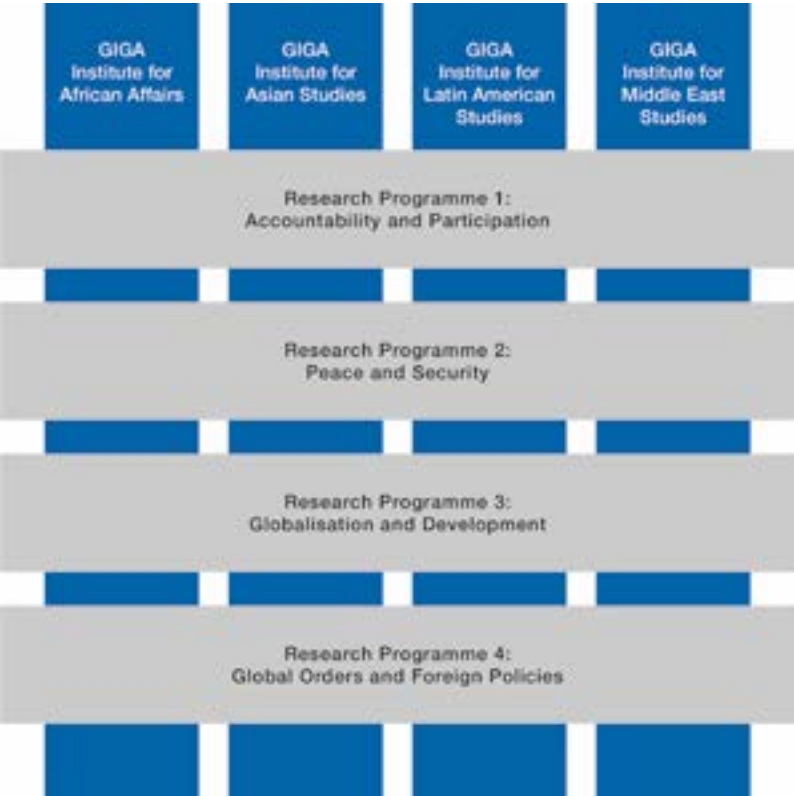 GIGA
Institute for
African Affairs
GIGA
Institute for
Asian Studies
GIGA
Institute for
Latin American
Studies
GIGA
Institute for
Middle East
Studies
Research Programme 1:
Accountability and Participation
Research Programme 2:
Peace and Security
Research Programme 3:
Globalisation and Development
Research Programme 4:
Global Orders and Foreign Policies